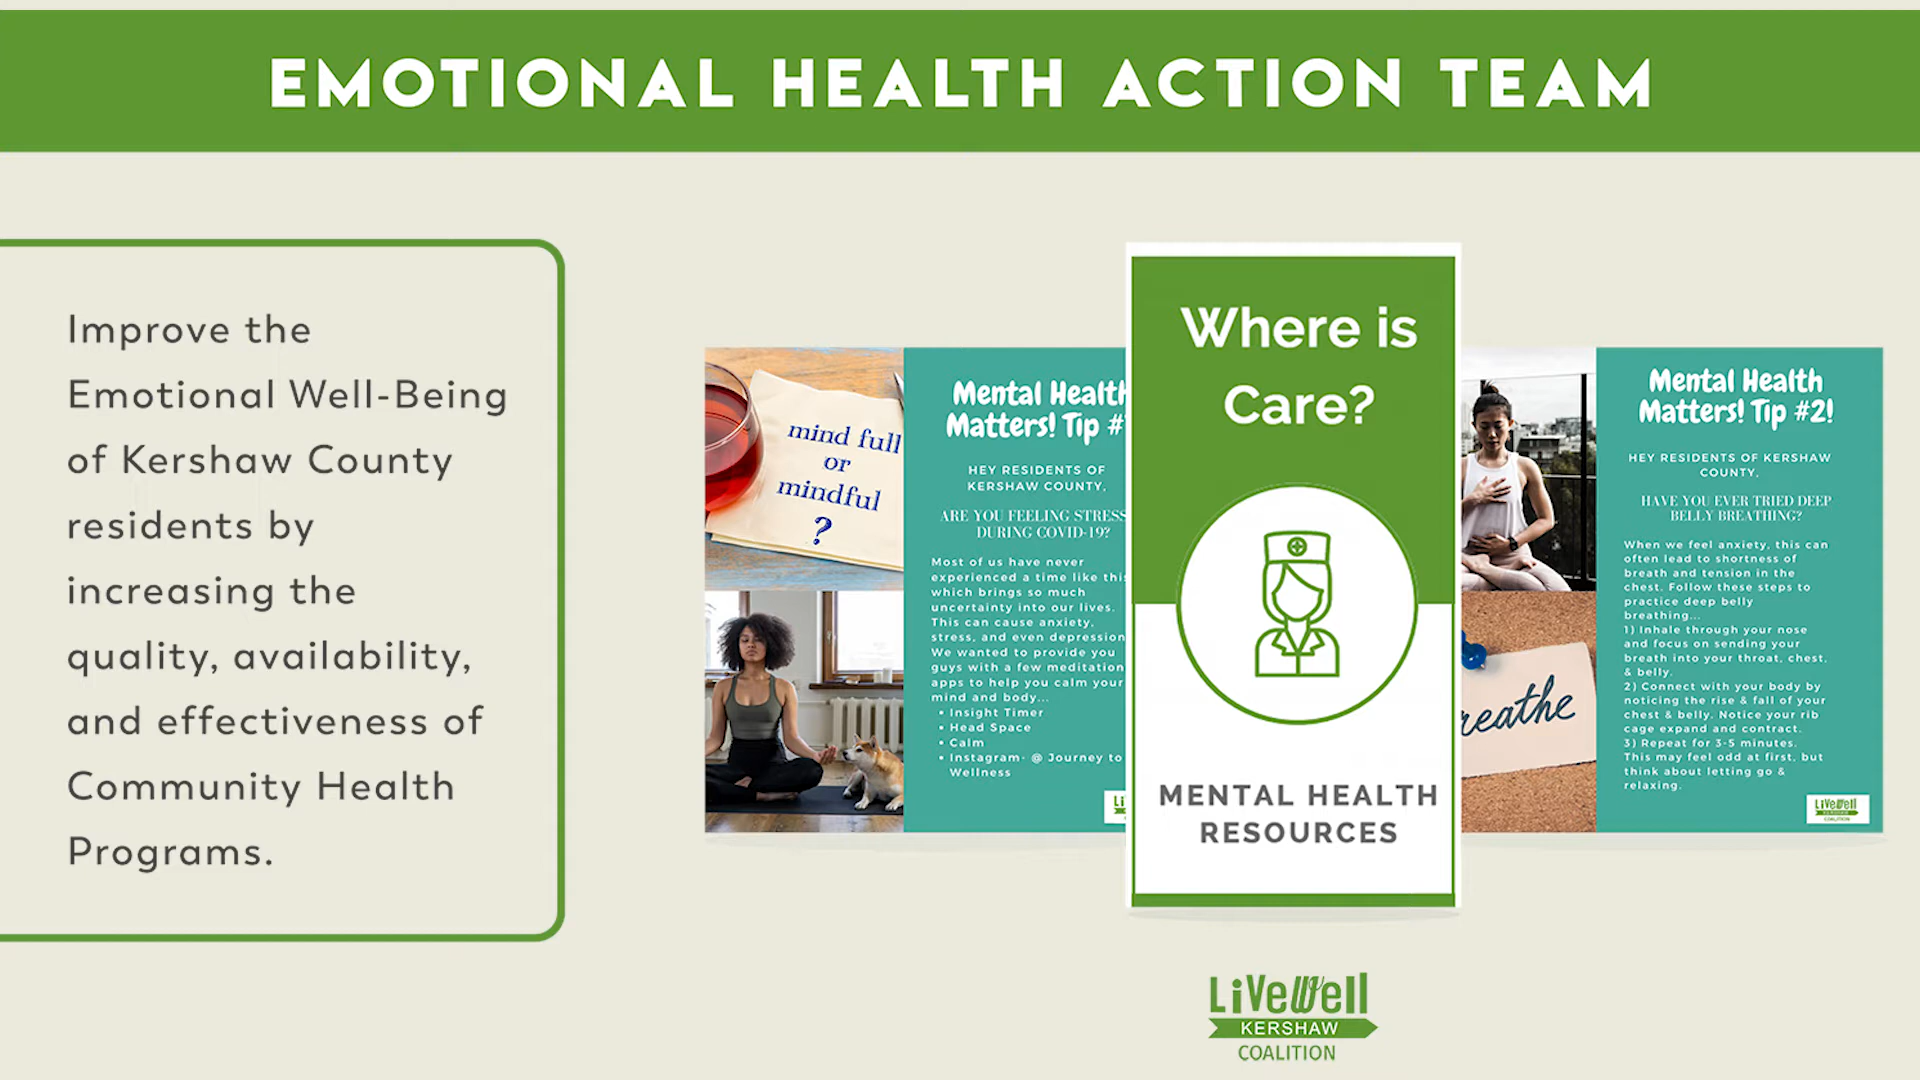 EMOTIONAL HEALTH ACTION TEAM
Improve the
Emotional Well-Being
of Kershaw County
residents by
increasing the
quality, availability,
and effectiveness of
Community Health
Programs.
mind full
or
mindful
?
Mental Health
Matters! Tip #
HEY RESIDENTS OF
KERSHAW COUNTY,
ARE YOU FEELING STRESS
DURING COVID-19?
Most of us have never
experienced a time like this
which brings so much
uncertainty into our lives.
This can cause anxiety,
stress, and even depression
We wanted to provide you
guys with a few meditation
apps to help you calm your
mind and body...
• Insight Timer
• Head Space
• Calm
• Instagram- @ Journey to
Wellness
Li
Where is
Care?
MENTAL HEALTH
RESOURCES
reathe
Mental Health
Matters! Tip #2!
HEY RESIDENTS OF KERSHAW
COUNTY,
HAVE YOU EVER TRIED DEEP
BELLY BREATHING?
When we feel anxiety, this can
often lead to shortness of
breath and tension in the
chest. Follow these steps to
practice deep belly
breathing...
1) Inhale through your nose
and focus on sending your
breath into your throat, chest,
& belly.
2) Connect with your body by
noticing the rise & fall of your
chest & belly. Notice your rib
cage expand and contract.
3) Repeat for 3-5 minutes.
This may feel odd at first, but
think about letting go &
relaxing.
LiVeWell
KERSHAW
COALITION
LiVeWell
KERSHAW
COALITION